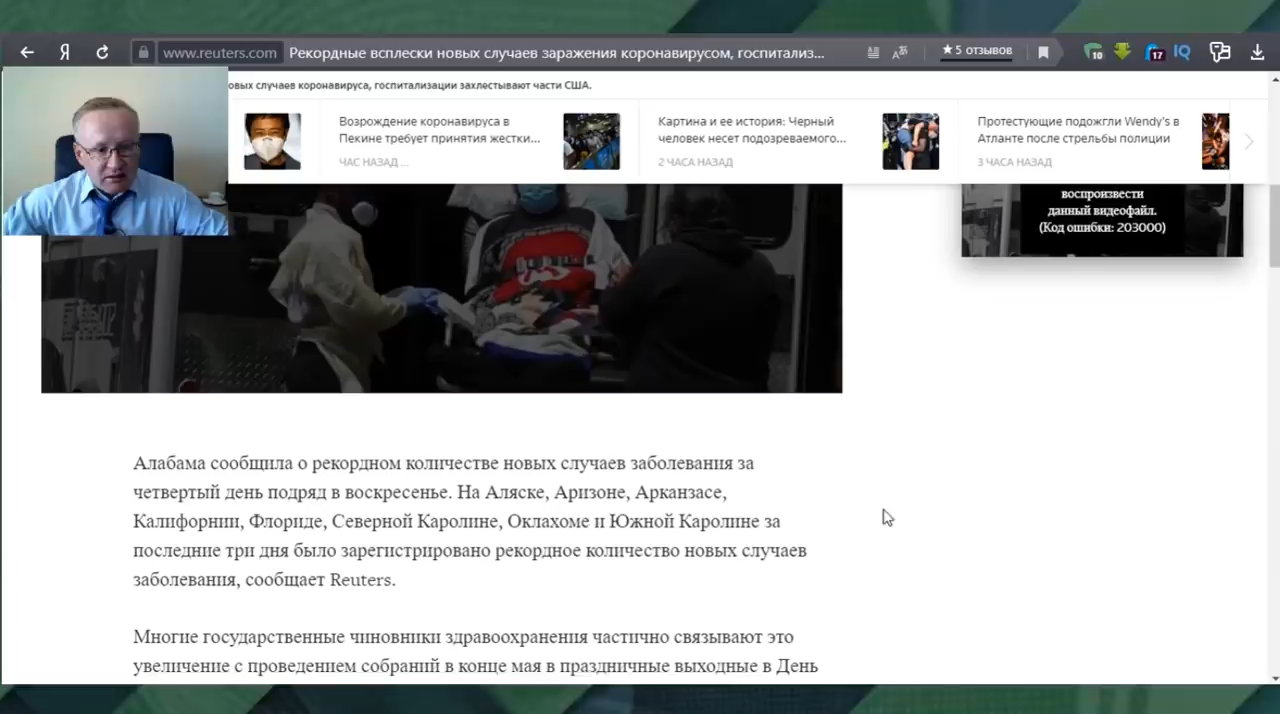 Я
www.reuters.com
Рекордные всплески новых случаев заражения коронавирусом, госпитализ...
★ 5 отзывов
10
17
IQ
овых случаев коронавируса, госпитализации захлестывают части США.
Возрождение коронавируса в
Пекине требует принятия жестки...
ЧАС НАЗАД ...
Картина и ее история: Черный
человек несет подозреваемого...
2 ЧАСА НАЗАД
Протестующие подожгли Wendy's в
Атланте после стрельбы полиции
3 ЧАСА НАЗАД
воспроизвести
данный видеофайл.
(Код ошибки: 203000)
Алабама сообщила о рекордном количестве новых случаев заболевания за
четвертый день подряд в воскресенье. На Аляске, Аризоне, Арканзасе,
Калифорнии, Флориде, Северной Каролине, Оклахоме и Южной Каролине за
последние три дня было зарегистрировано рекордное количество новых случаев
заболевания, сообщает Reuters.
Многие государственные чиновники здравоохранения частично связывают это
увеличение с проведением собраний в конце мая в праздничные выходные в День